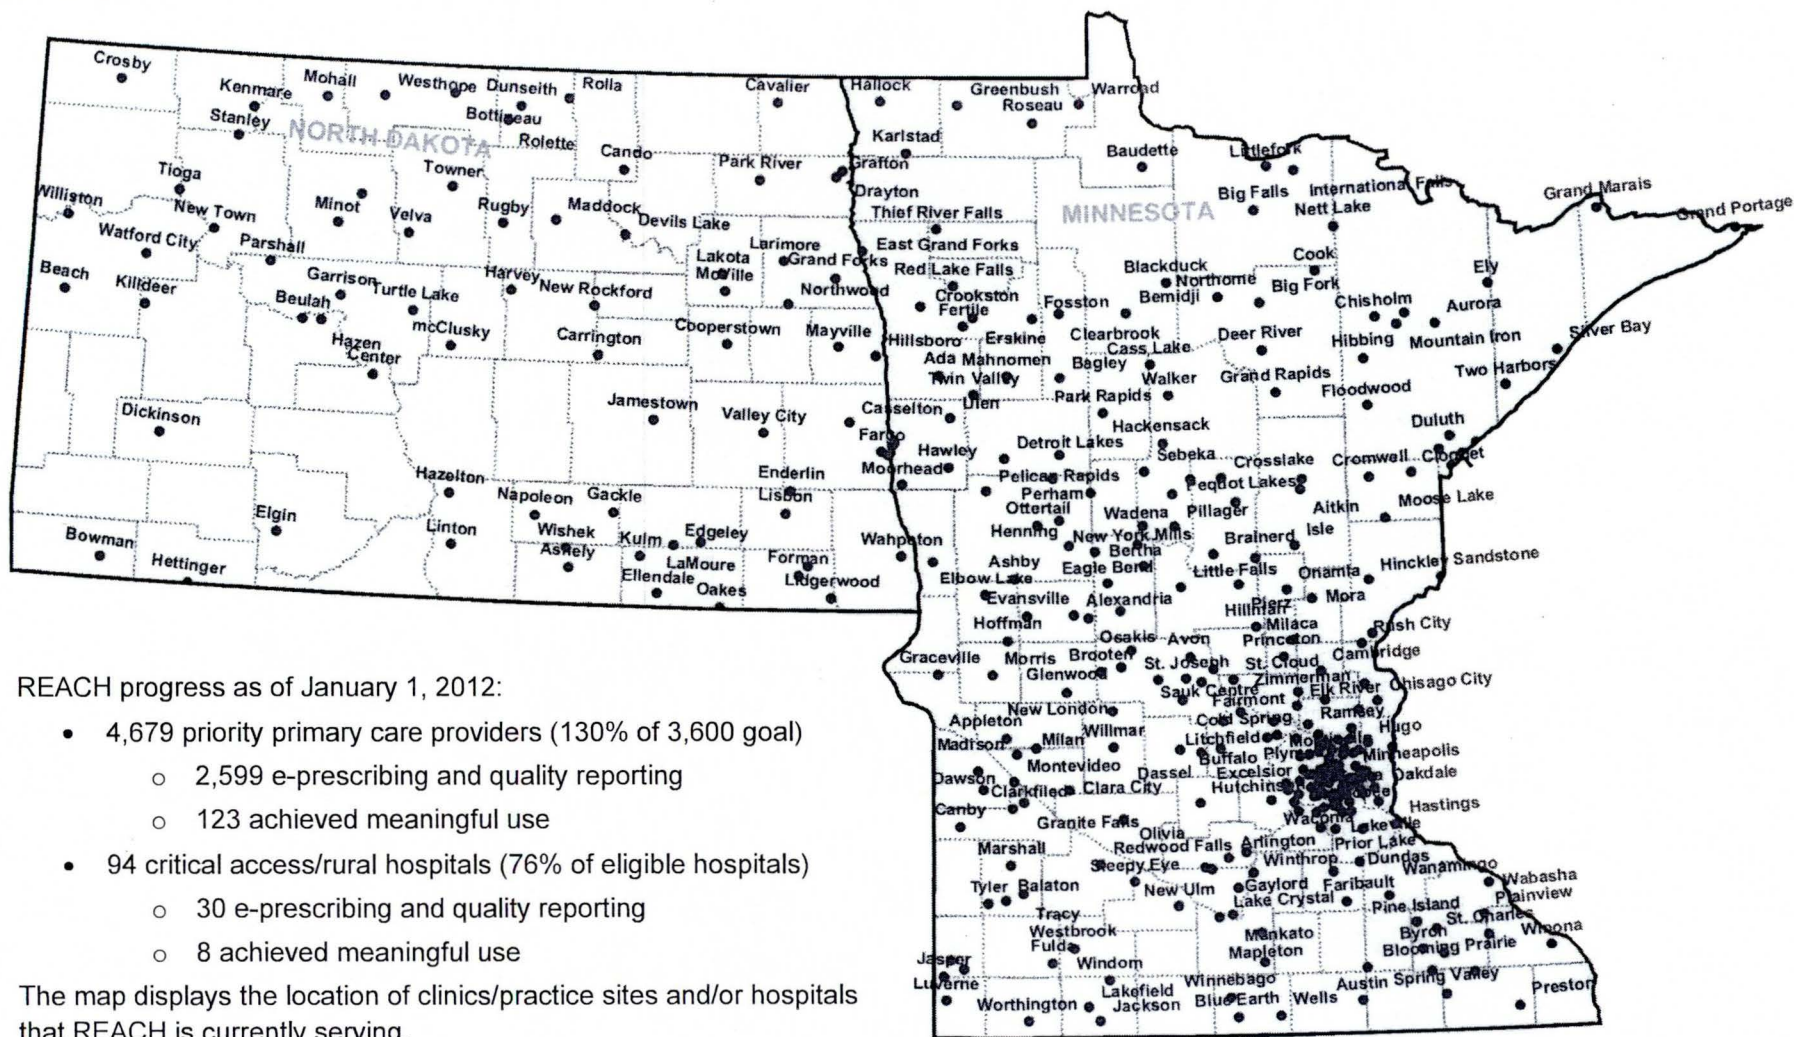 Crosby
Kenmare
Mohall
Westhope
Dunseith
Rolla
Cavalier
Hallock
Greenbush
Warroad
Roseau
Stanley
NORTH DAKOTA
Bottineau
Rolette
Karlstad
Cando
Park River
Grafton
Baudette
Littlefork
Tioga
Towner
Drayton
Big Falls
International Falls
Grand Marais
Williston
New Town
Minot
Velva
Rugby
Maddock
Devils Lake
Thief River Falls
MINNESOTA
Nett Lake
Grand Portage
Watford City
Parshall
Larimore
East Grand Forks
Lakota
Grand Forks
Cook
Beach
Killdeer
Garrison
Turtle Lake
Harvey
New Rockford
McVille
Northwood
Red Lake Falls
Blackduck
Northome
Big Fork
Ely
Beulah
Crookston
Fertile
Fosston
Bemidji
Chisholm
Aurora
mcClusky
Carrington
Cooperstown
Mayville
Hillsboro
Erskine
Clearbrook
Deer River
Hibbing
Mountain Iron
Silver Bay
Hazen
Center
Ada
Mahnomen
Bagley
Cass Lake
Twin Valley
Walker
Grand Rapids
Floodwood
Two Harbors
Dickinson
Jamestown
Valley City
Casselton
Ulen
Park Rapids
Hackensack
Duluth
Fargo
Hawley
Detroit Lakes
Sebeka
Crosslake
Cromwell
Cloquet
Hazelton
Napoleon
Gackle
Enderlin
Lisbon
Moorhead
Pelican Rapids
Perham
Pequot Lakes
Moose Lake
Elgin
Linton
Wishek
Kulm
Edgeley
Wahpeton
Ottertail
Henning
Wadena
Pillager
Aitkin
New York Mills
Brainerd
Isle
Bowman
Hettinger
Ashely
LaMoure
Forman
Ashby
Bertha
Eagle Bend
Little Falls
Onamia
Hinckley
Sandstone
Ellendale
Oakes
Lidgerwood
Elbow Lake
Evansville
Alexandria
Hillman
Pierz
Mora
Hoffman
Osakis
Avon
Milaca
Princeton
Rush City
Graceville
Morris
Brooten
St. Joseph
St. Cloud
Cambridge
Glenwood
Sauk Centre
Zimmerman
Elk River
Chisago City
New London
Fairmont
Appleton
Cold Spring
Ramsey
Hugo
Madison
Milan
Willmar
Litchfield
Minneapolis
Montevideo
Buffalo
Dawson
Dassel
Excelsior
Oakdale
Clarkfiled
Clara City
Canby
Hastings
Granite Falls
Olivia
Waconia
Lakeville
Marshall
Redwood Falls
Arlington
Prior Lake
Sleepy Eye
Winthrop
Dundas
Wanamingo
Tyler
Balaton
New Ulm
Gaylord
Faribault
Wabasha
Lake Crystal
Plainview
Tracy
Pine Island
St. Charles
Westbrook
Mankato
Byron
Winona
Fulda
Mapleton
Blooming Prairie
Jasper
Windom
Winnebago
Luverne
Lakefield
Austin
Spring Valley
Worthington
Jackson
Blue Earth
Wells
Preston
REACH progress as of January 1, 2012:
• 4,679 priority primary care providers (130% of 3,600 goal)
o 2,599 e-prescribing and quality reporting
o 123 achieved meaningful use
• 94 critical access/rural hospitals (76% of eligible hospitals)
o 30 e-prescribing and quality reporting
o 8 achieved meaningful use
The map displays the location of clinics/practice sites and/or hospitals
that REACH is currently serving.